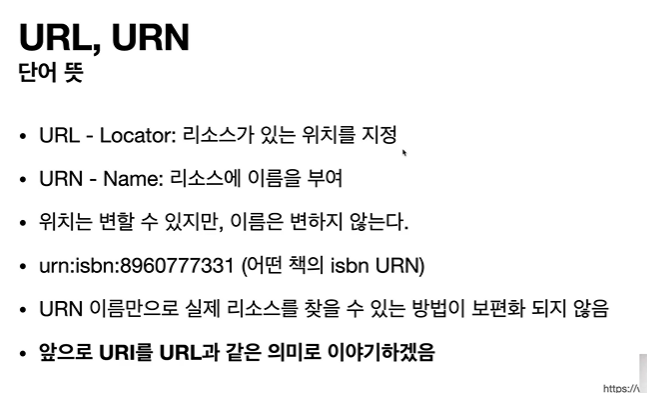 URL, URN
단어 뜻
• URL - Locator: 리소스가 있는 위치를 지정
• URN - Name: 리소스에 이름을 부여
• 위치는 변할 수 있지만, 이름은 변하지 않는다.
• urn:isbn:8960777331 (어떤 책의 isbn URN)
• URN 이름만으로 실제 리소스를 찾을 수 있는 방법이 보편화 되지 않음
• 앞으로 URI를 URL과 같은 의미로 이야기하겠음